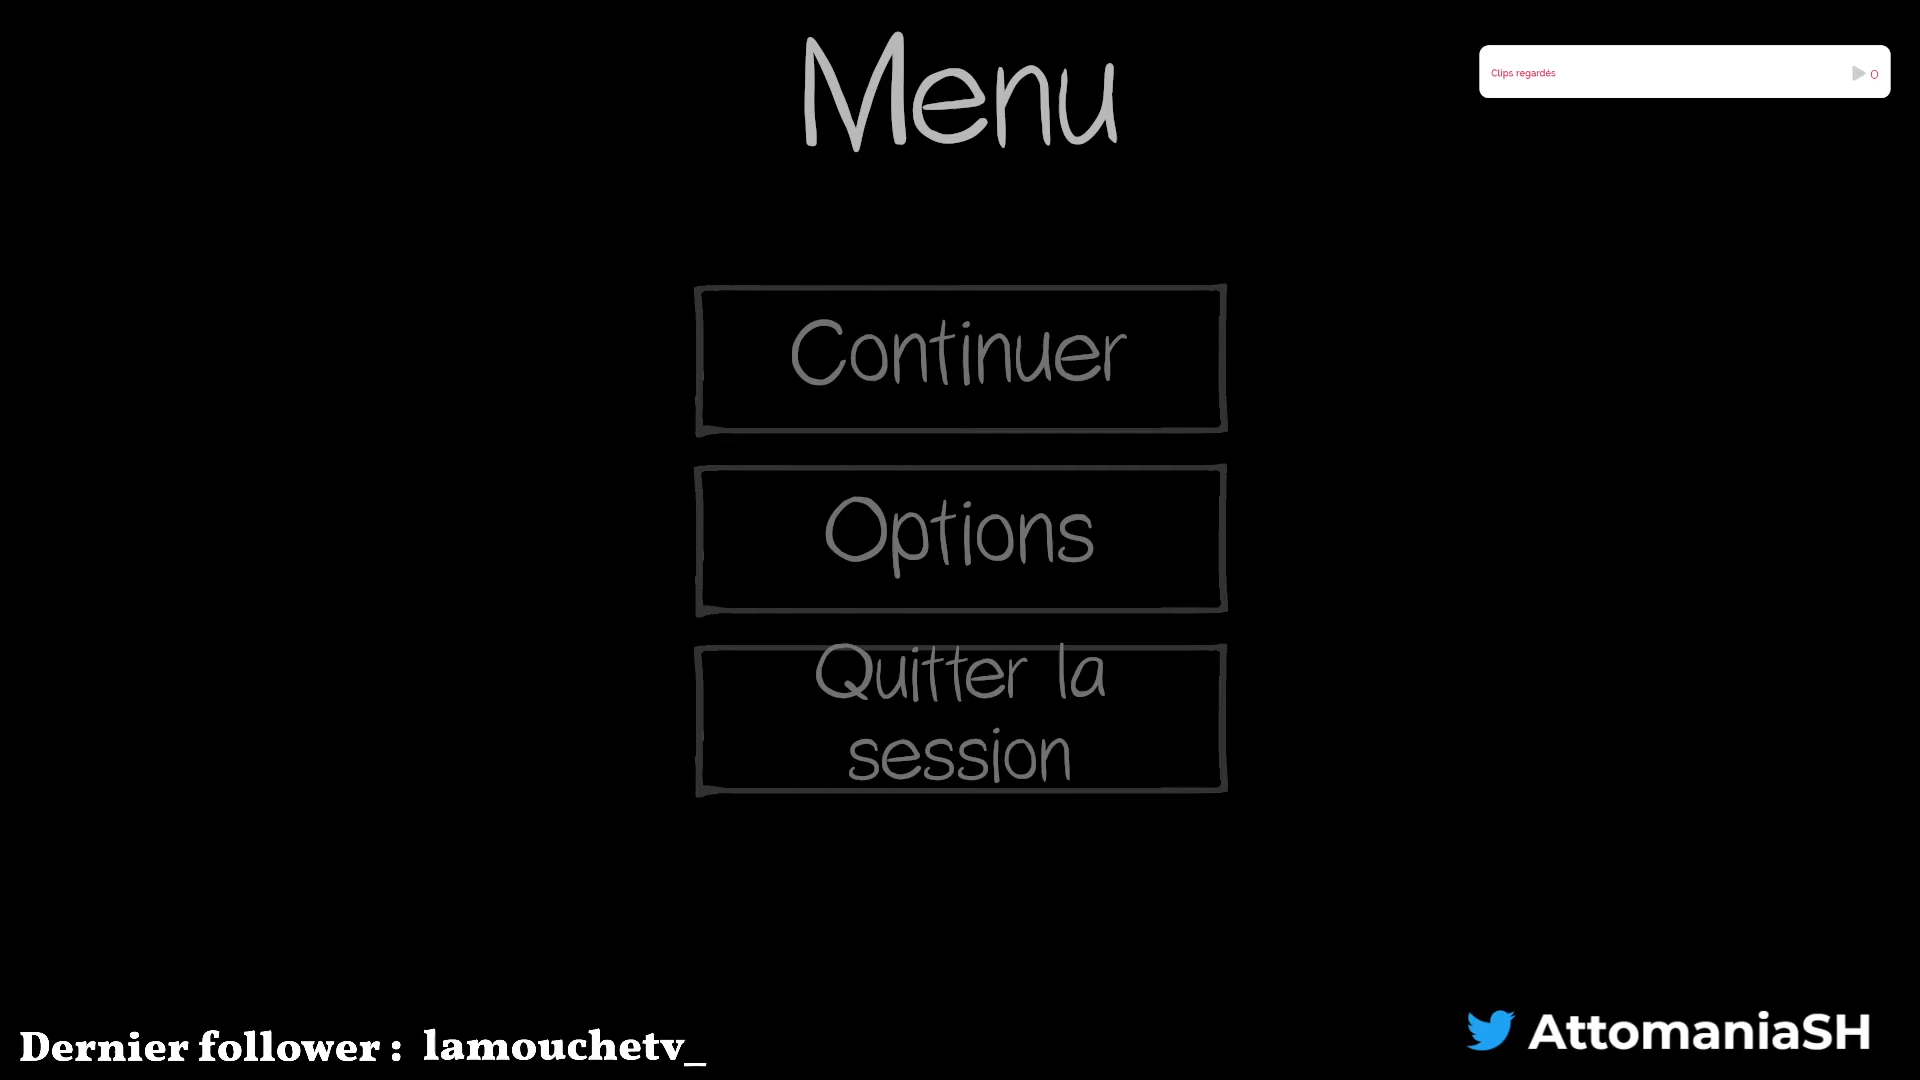 Menu
Clips regardés 0
Continuer
Options
Quitter la
session
Dernier follower : lamouchetv_
AttomaniaSH